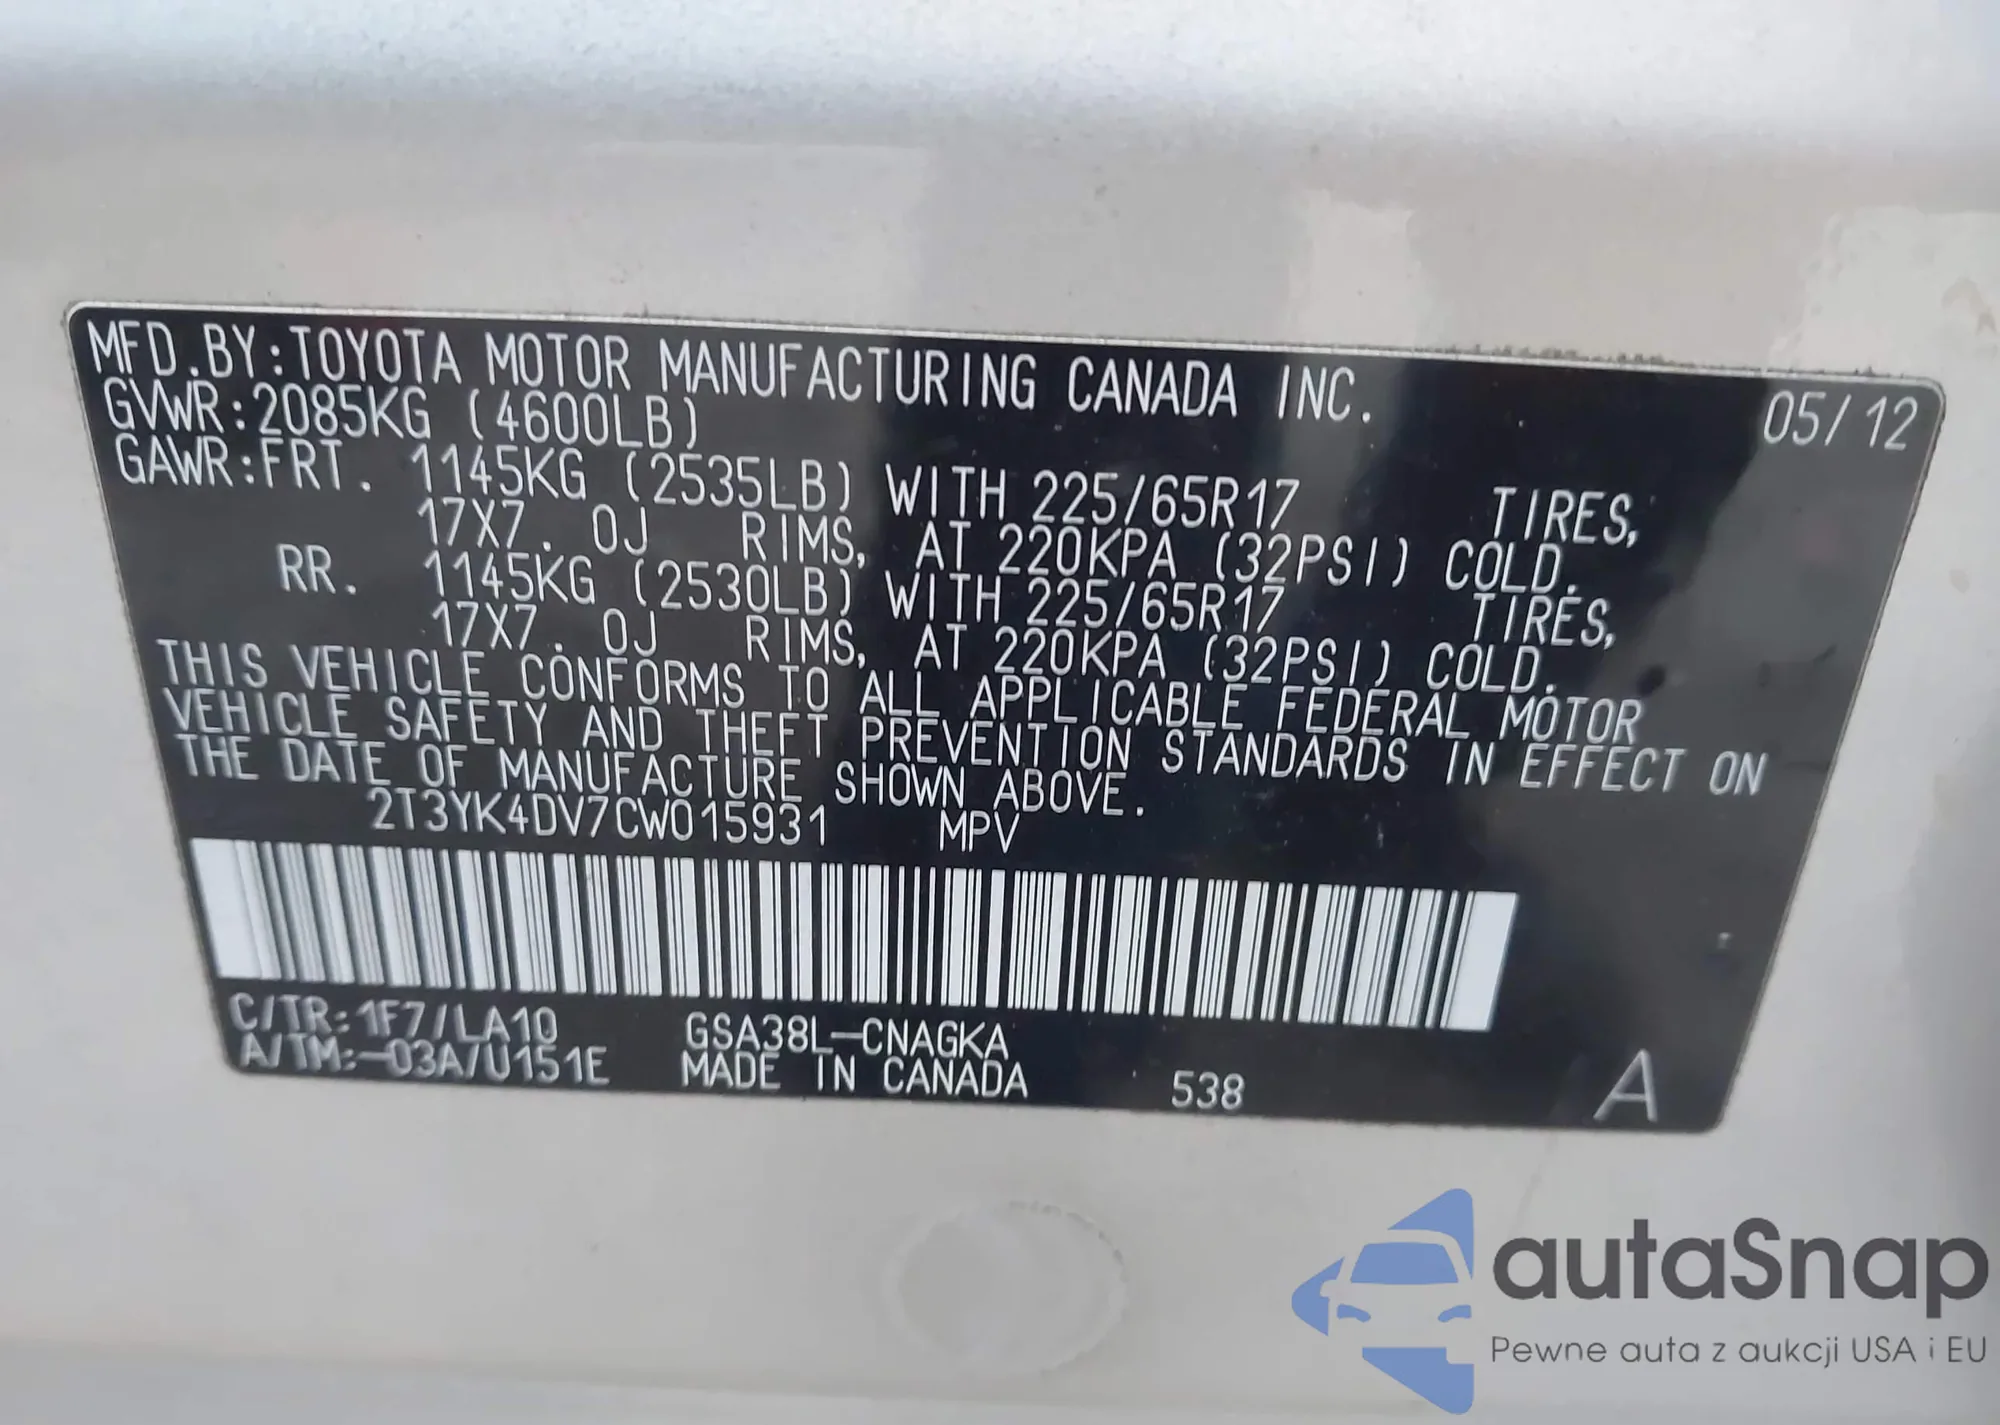 MFD.BY:TOYOTA MOTOR MANUFACTURING CANADA INC. 05/12
GVWR:2085KG (4600LB)
GAWR:FRT. 1145KG (2535LB) WITH 225/65R17 TIRES,
17X7.0J RIMS, AT 220KPA (32PSI) COLD.
RR. 1145KG (2530LB) WITH 225/65R17 TIRES,
17X7.0J RIMS, AT 220KPA (32PSI) COLD.
THIS VEHICLE CONFORMS TO ALL APPLICABLE FEDERAL MOTOR
VEHICLE SAFETY AND THEFT PREVENTION STANDARDS IN EFFECT ON
THE DATE OF MANUFACTURE SHOWN ABOVE.
2T3YK4DV7CW015931 MPV
C/TR:1F7/LA10 GSA38L-CNAGKA
A/TM:-03A/U151E MADE IN CANADA 538 A
autaSnap
Pewne auta z aukcji USA i EU